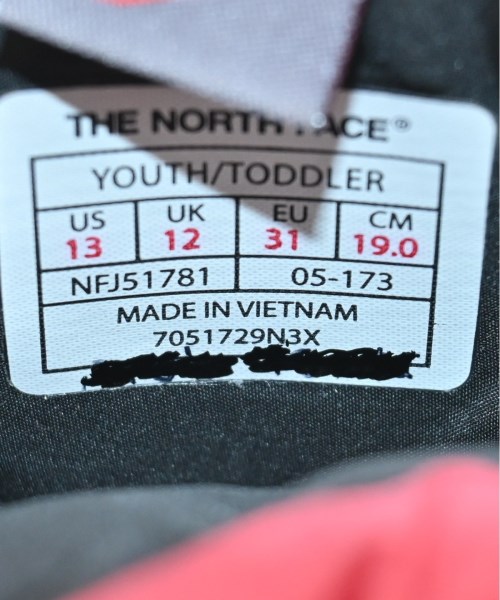 THE NORTH FACE®
YOUTH/TODDLER
US UK EU CM
13 12 31 19.0
NFJ51781 05-173
MADE IN VIETNAM
7051729N3X